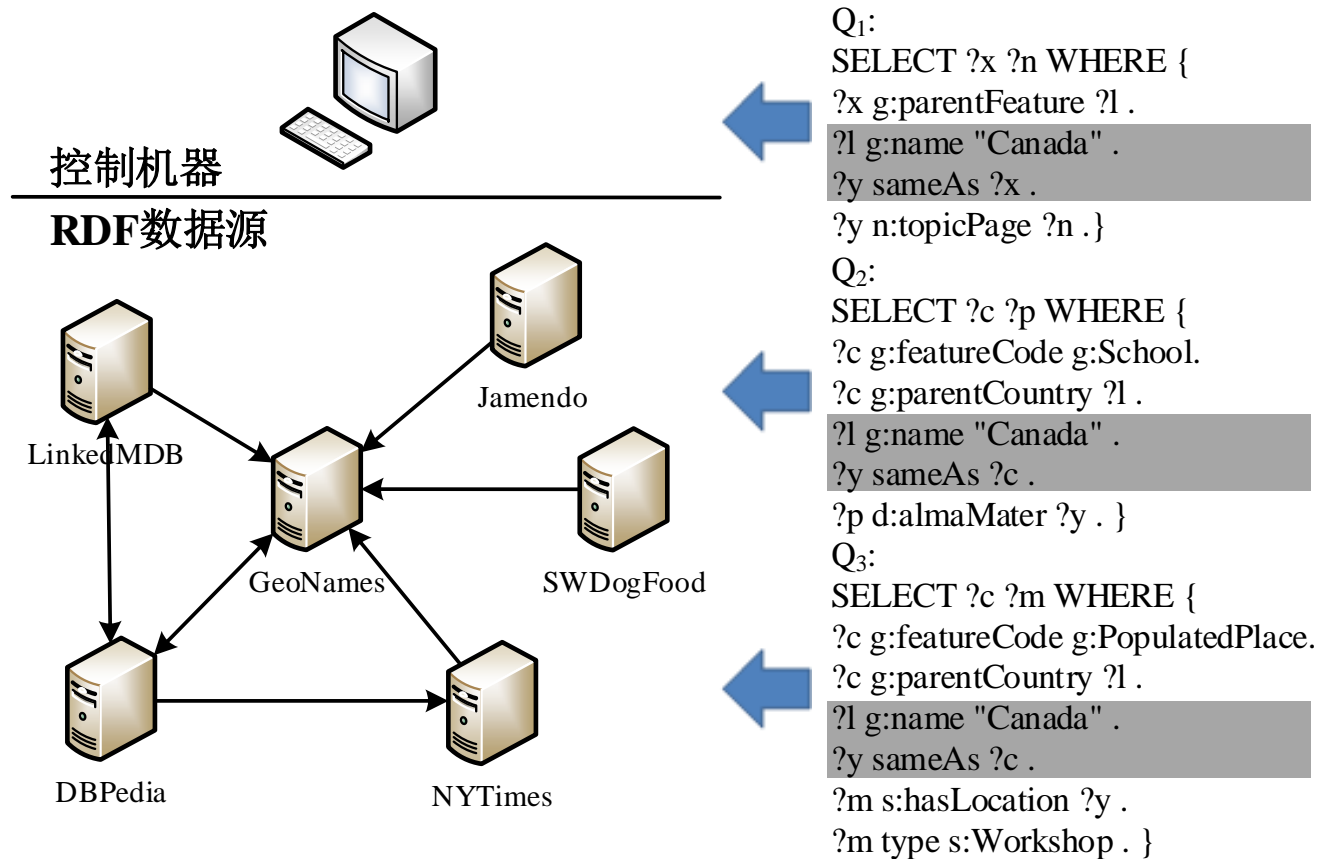 控制机器
RDF数据源
LinkedMDB
Jamendo
GeoNames
SWDogFood
DBPedia
NYTimes
Q₁:
SELECT ?x ?n WHERE {
?x g:parentFeature ?l .
?l g:name "Canada" .
?y sameAs ?x .
?y n:topicPage ?n .}
Q₂:
SELECT ?c ?p WHERE {
?c g:featureCode g:School.
?c g:parentCountry ?l .
?l g:name "Canada" .
?y sameAs ?c .
?p d:almaMater ?y . }
Q₃:
SELECT ?c ?m WHERE {
?c g:featureCode g:PopulatedPlace.
?c g:parentCountry ?l .
?l g:name "Canada" .
?y sameAs ?c .
?m s:hasLocation ?y .
?m type s:Workshop . }